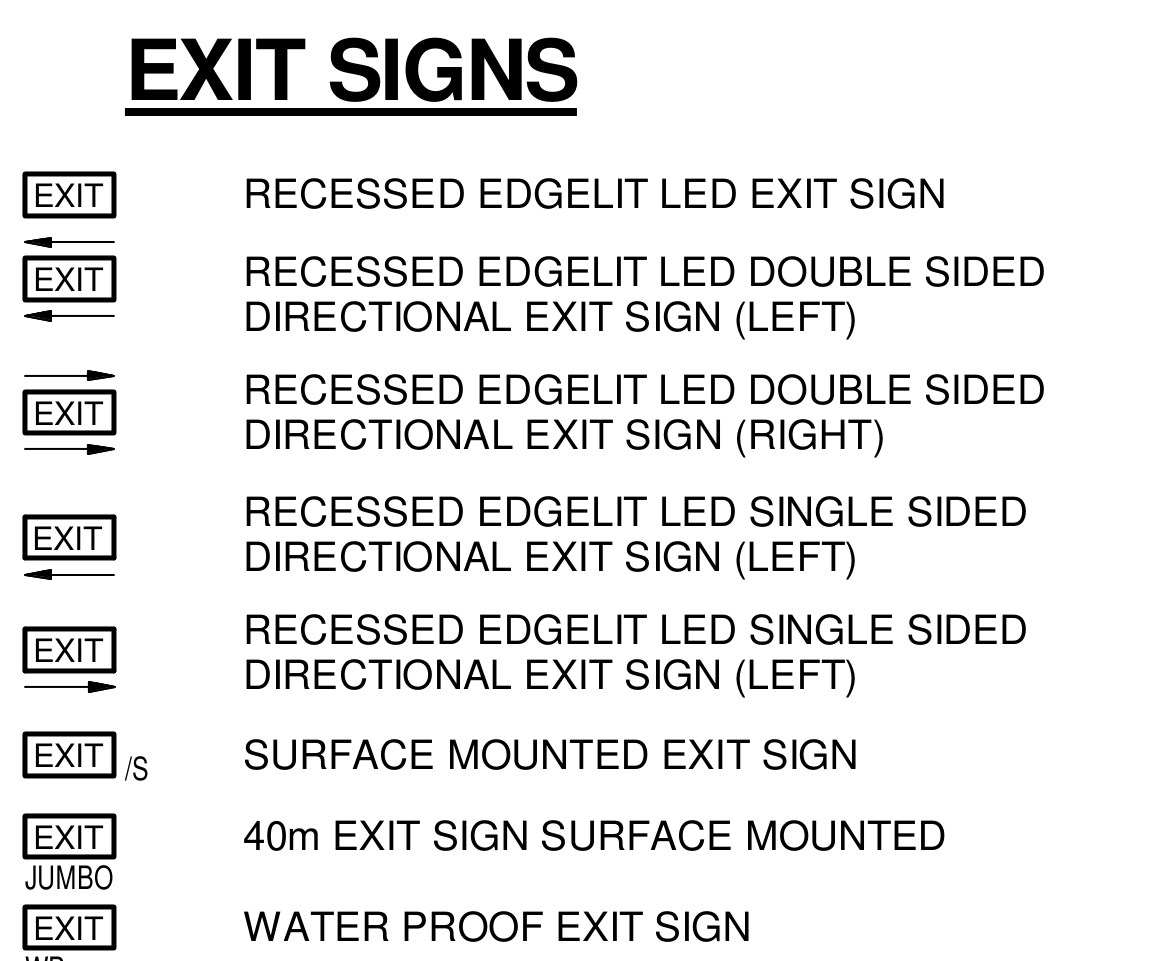 EXIT SIGNS
EXIT RECESSED EDGELIT LED EXIT SIGN
EXIT RECESSED EDGELIT LED DOUBLE SIDED
DIRECTIONAL EXIT SIGN (LEFT)
EXIT RECESSED EDGELIT LED DOUBLE SIDED
DIRECTIONAL EXIT SIGN (RIGHT)
EXIT RECESSED EDGELIT LED SINGLE SIDED
DIRECTIONAL EXIT SIGN (LEFT)
EXIT RECESSED EDGELIT LED SINGLE SIDED
DIRECTIONAL EXIT SIGN (LEFT)
EXIT /S SURFACE MOUNTED EXIT SIGN
EXIT 40m EXIT SIGN SURFACE MOUNTED
JUMBO
EXIT WATER PROOF EXIT SIGN